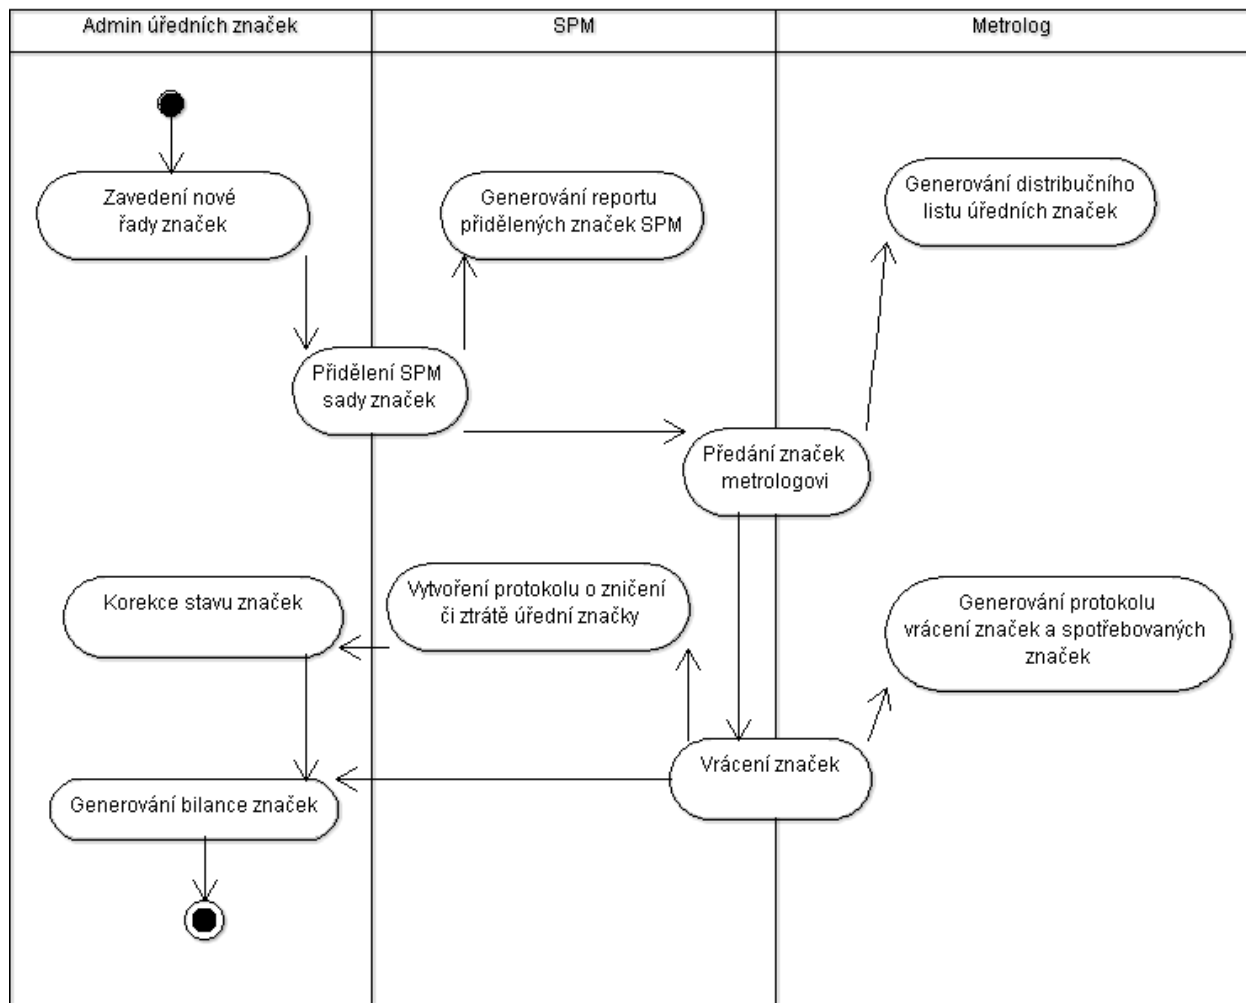 Admin úředních značek
SPM
Metrolog
Zavedení nové
řady značek
Generování reportu
přidělených značek SPM
Generování distribučního
listu úředních značek
Přidělení SPM
sady značek
Předání značek
metrologovi
Korekce stavu značek
Vytvoření protokolu o zničení
či ztrátě úřední značky
Generování protokolu
vrácení značek a spotřebovaných
značek
Vrácení značek
Generování bilance značek